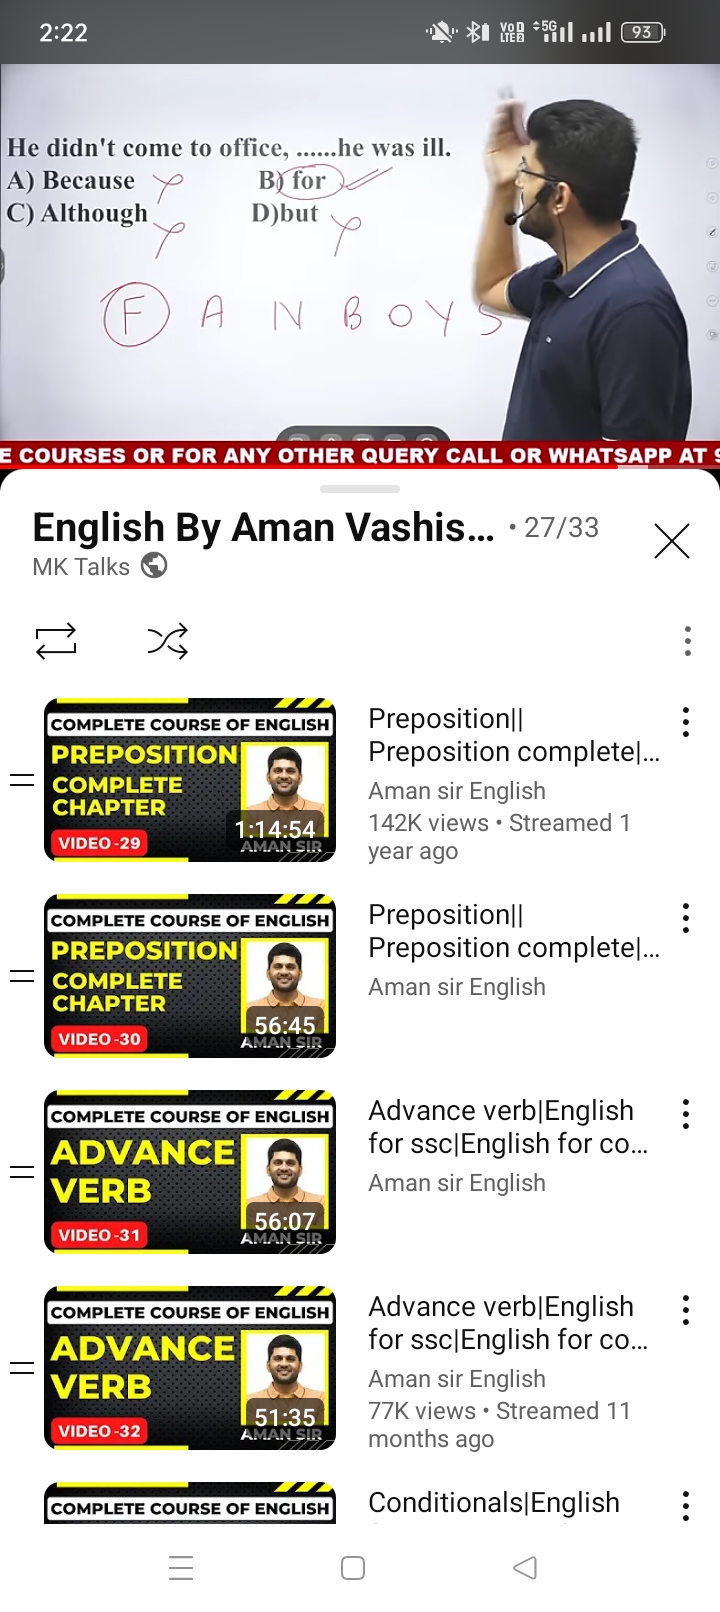 2:22
VoD
LTE2
5G
93
He didn't come to office, ......he was ill.
A) Because B) for
C) Although D)but
F A N B O Y S
E COURSES OR FOR ANY OTHER QUERY CALL OR WHATSAPP AT 9
English By Aman Vashis... • 27/33
MK Talks
COMPLETE COURSE OF ENGLISH
PREPOSITION
COMPLETE
CHAPTER
VIDEO -29
1:14:54
AMAN SIR
Preposition||
Preposition complete|...
Aman sir English
142K views • Streamed 1
year ago
COMPLETE COURSE OF ENGLISH
PREPOSITION
COMPLETE
CHAPTER
VIDEO -30
56:45
AMAN SIR
Preposition||
Preposition complete|...
Aman sir English
COMPLETE COURSE OF ENGLISH
ADVANCE
VERB
VIDEO -31
56:07
AMAN SIR
Advance verb|English
for ssc|English for co...
Aman sir English
COMPLETE COURSE OF ENGLISH
ADVANCE
VERB
VIDEO -32
51:35
AMAN SIR
Advance verb|English
for ssc|English for co...
Aman sir English
77K views • Streamed 11
months ago
COMPLETE COURSE OF ENGLISH
Conditionals|English